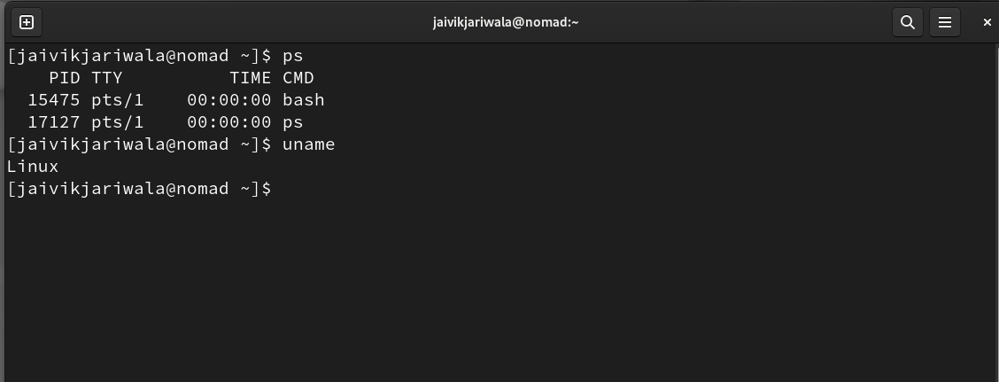 jaivikjariwala@nomad:~
[jaivikjariwala@nomad ~]$ ps
    PID TTY          TIME CMD
  15475 pts/1    00:00:00 bash
  17127 pts/1    00:00:00 ps
[jaivikjariwala@nomad ~]$ uname
Linux
[jaivikjariwala@nomad ~]$